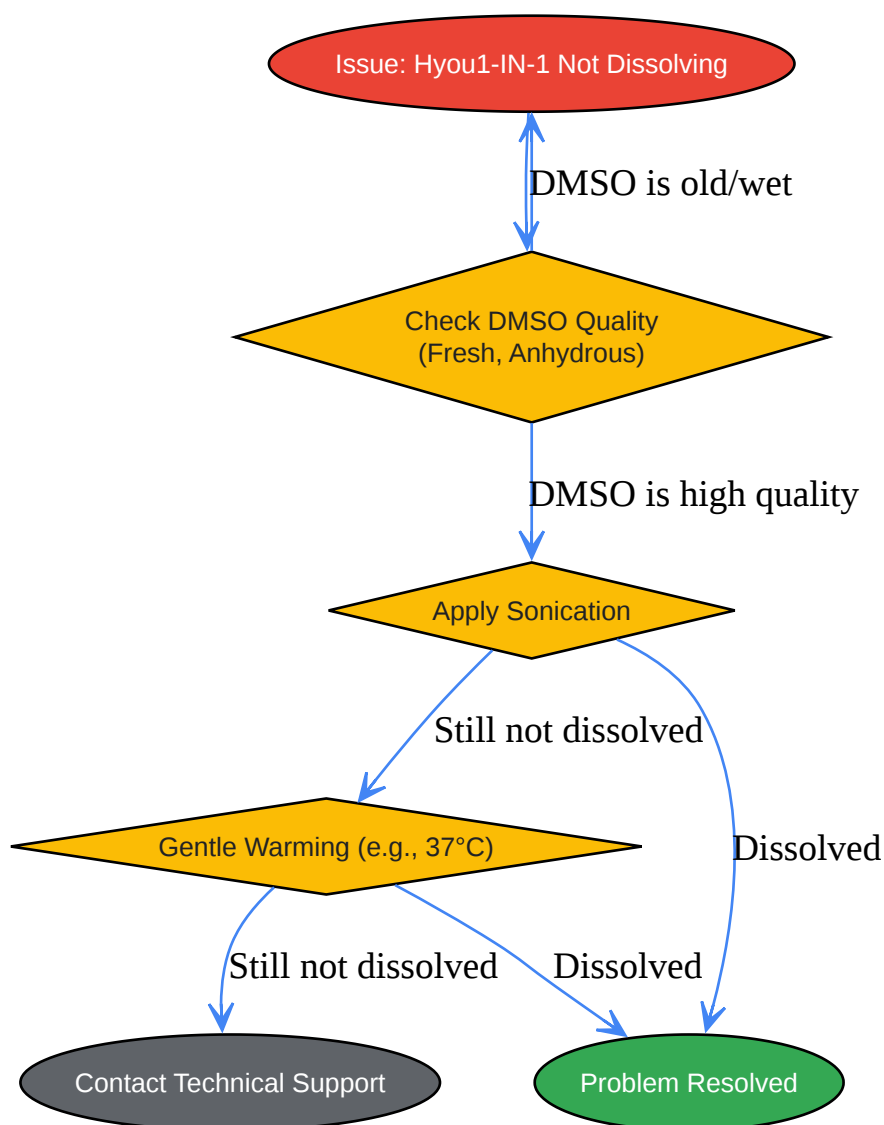 Issue: Hyou1-IN-1 Not Dissolving
DMSO is old/wet
Check DMSO Quality
(Fresh, Anhydrous)
DMSO is high quality
Apply Sonication
Still not dissolved
Gentle Warming (e.g., 37°C)
Dissolved
Still not dissolved
Dissolved
Contact Technical Support
Problem Resolved